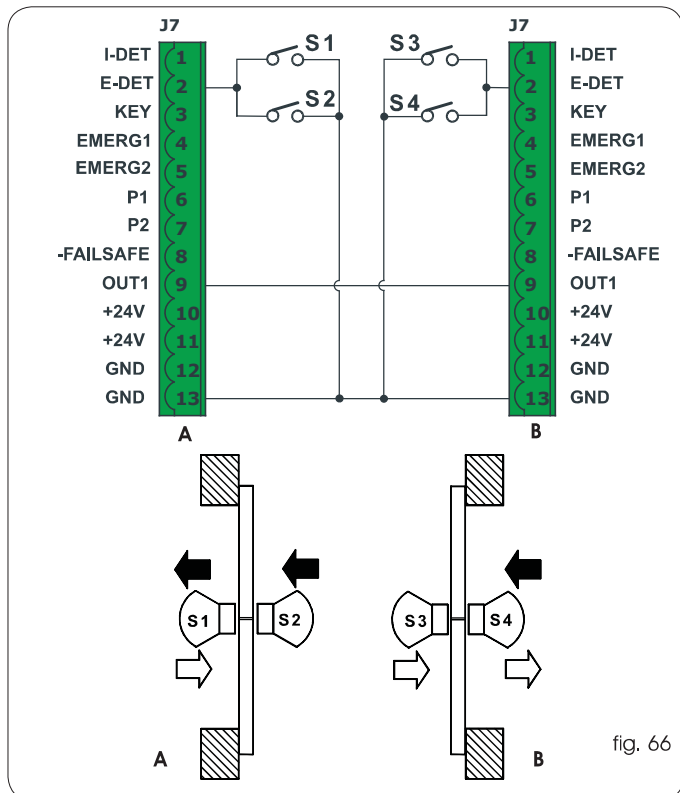 J7 J7
I-DET 1 S1 S3 1 I-DET
E-DET 2 2 E-DET
KEY 3 S2 S4 3 KEY
EMERG1 4 4 EMERG1
EMERG2 5 5 EMERG2
P1 6 6 P1
P2 7 7 P2
-FAILSAFE 8 8 -FAILSAFE
OUT1 9 9 OUT1
+24V 10 10 +24V
+24V 11 11 +24V
GND 12 12 GND
GND 13 13 GND
A B
S1 S2 S3 S4
A B fig. 66